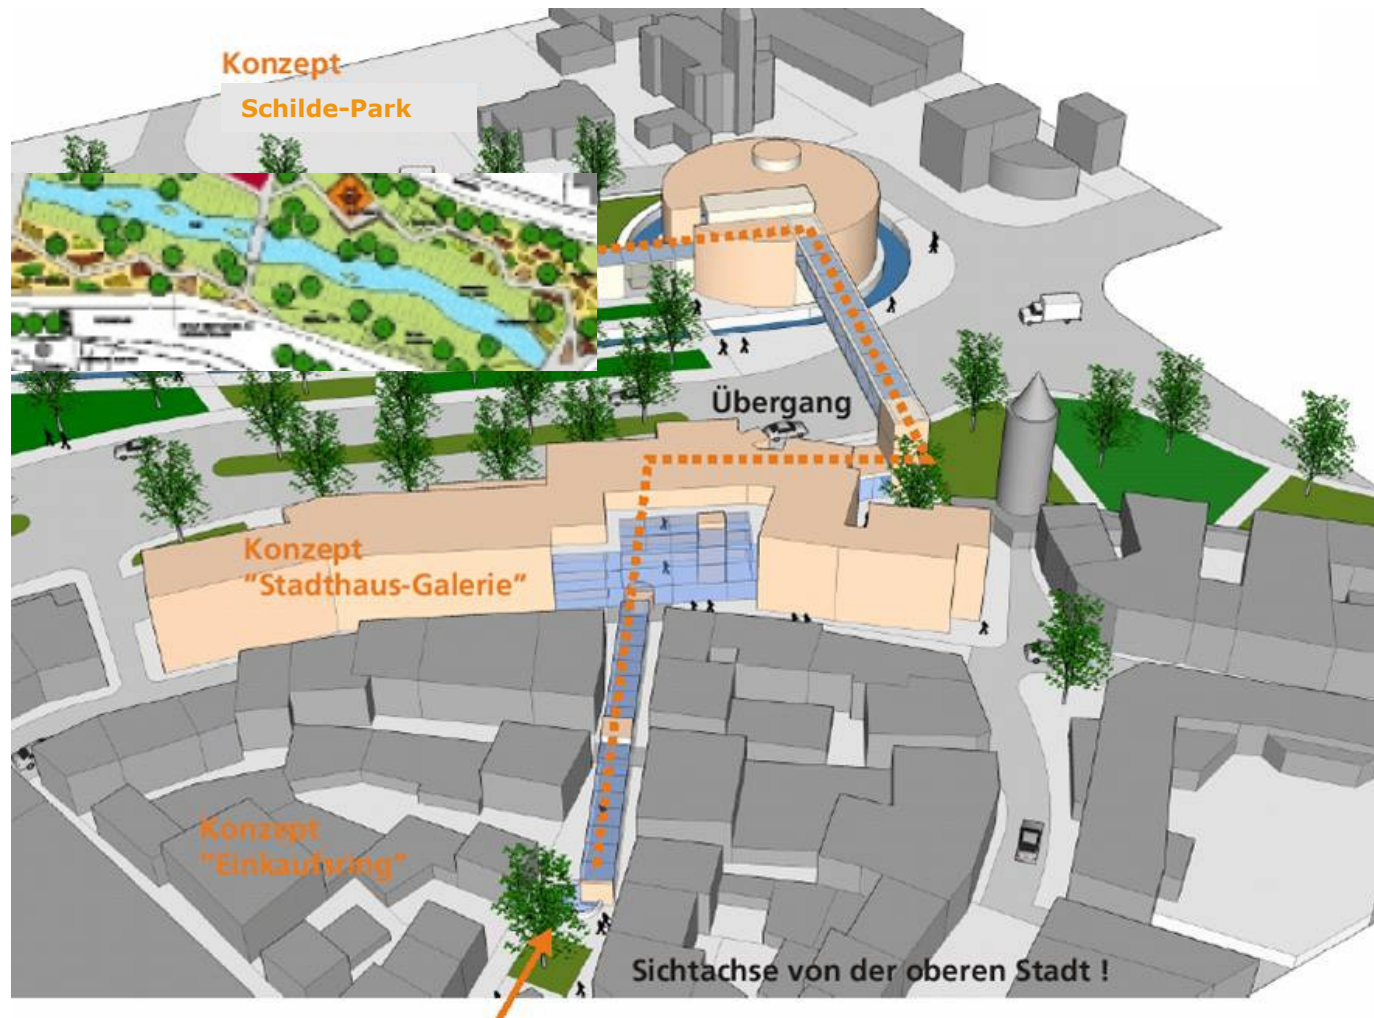 Konzept
Schilde-Park
Übergang
Konzept
"Stadthaus-Galerie"
Konzept
"Einkaufsring"
Sichtachse von der oberen Stadt !